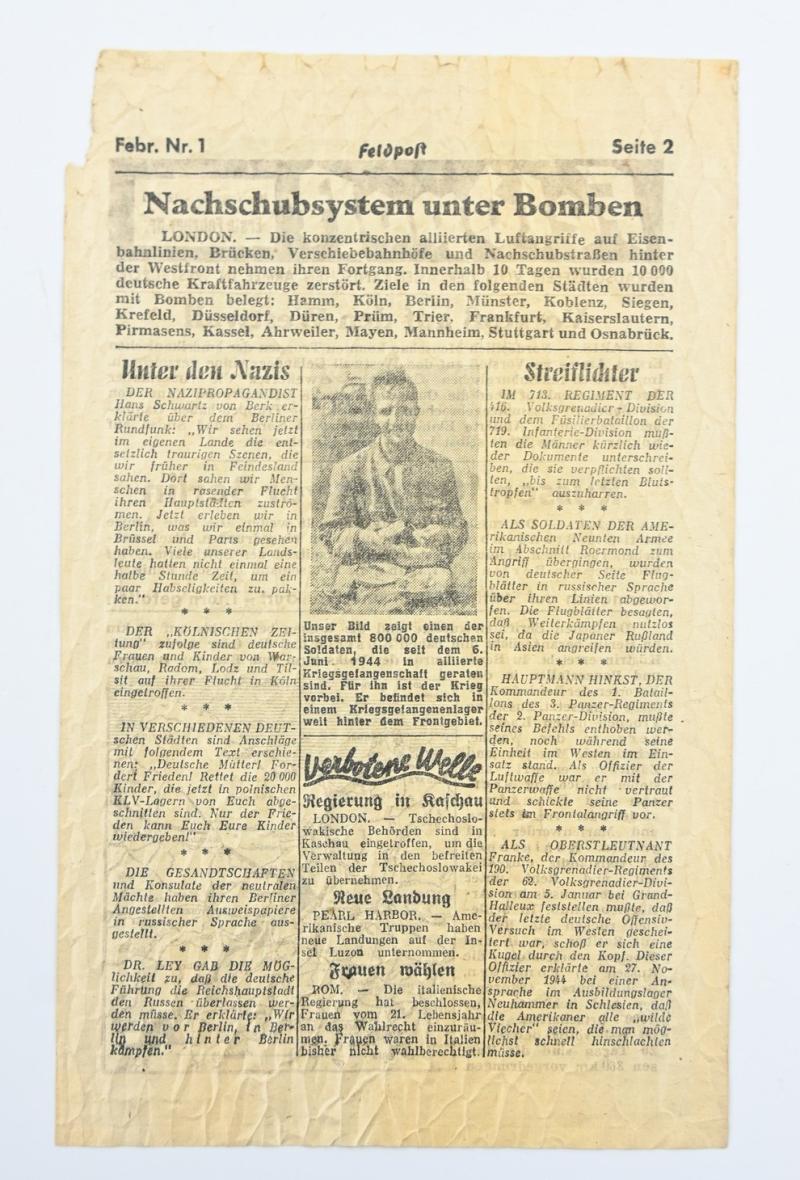 Febr. Nr. 1
Feldpost
Seite 2
Nachschubsystem unter Bomben
LONDON. — Die konzentrischen alliierten Luftangriffe auf Eisen-
bahnlinien, Brücken, Verschiebebahnhöfe und Nachschubstraßen hinter
der Westfront nehmen ihren Fortgang. Innerhalb 10 Tagen wurden 10 000
deutsche Kraftfahrzeuge zerstört. Ziele in den folgenden Städten wurden
mit Bomben belegt: Hamm, Köln, Berlin, Münster, Koblenz, Siegen,
Krefeld, Düsseldorf, Düren, Prüm, Trier, Frankfurt, Kaiserslautern,
Pirmasens, Kassel, Ahrweiler, Mayen, Mannheim, Stuttgart und Osnabrück.
Unter den Nazis
DER NAZIPROPAGANDIST
Hans Schwartz von Berk er-
klärte über dem Berliner
Rundfunk: „Wir sehen jetzt
im eigenen Lande die ent-
setzlich traurigen Szenen, die
wir früher in Feindesland
sahen. Dort sahen wir Men-
schen in rasender Flucht
ihren Hauptstädten zuströ-
men. Jetzt erleben wir in
Berlin, was wir einmal in
Brüssel und Paris gesehen
haben. Viele unserer Lands-
leute hatten nicht einmal eine
halbe Stunde Zeit, um ein
paar Habseligkeiten zu pak-
ken."
* * *
DER „KÖLNISCHEN ZEI-
tung" zufolge sind deutsche
Frauen und Kinder von War-
schau, Radom, Lodz und Til-
sit auf ihrer Flucht in Köln
eingetroffen.
* * *
IN VERSCHIEDENEN DEUT-
schen Städten sind Anschläge
mit folgendem Text erschie-
nen: „Deutsche Mütter! For-
dert Frieden! Rettet die 20 000
Kinder, die jetzt in polnischen
KLV-Lagern von Euch abge-
schnitten sind. Nur der Frie-
den kann Euch Eure Kinder
wiedergeben!"
* * *
DIE GESANDTSCHAFTEN
und Konsulate der neutralen
Mächte haben ihren Berliner
Angestellten Ausweispapiere
in russischer Sprache aus-
gestellt.
* * *
DR. LEY GAB DIE MÖG-
lichkeit zu, daß die deutsche
Führung die Reichshauptstadt
den Russen überlassen wer-
den müsse. Er erklärte: „Wir
werden vor Berlin, in Ber-
lin und hinter Berlin
kämpfen."
Unser Bild zeigt einen der
insgesamt 800 000 deutschen
Soldaten, die seit dem 6.
Juni 1944 in alliierte
Kriegsgefangenschaft geraten
sind. Für ihn ist der Krieg
vorbei. Er befindet sich in
einem Kriegsgefangenenlager
weit hinter dem Frontgebiet.
Verbotene Welle
Regierung in Kaschau
LONDON. — Tschechoslo-
wakische Behörden sind in
Kaschau eingetroffen, um die
Verwaltung in den befreiten
Teilen der Tschechoslowakei
zu übernehmen.
Neue Landung
PEARL HARBOR. — Ame-
rikanische Truppen haben
neue Landungen auf der In-
sel Luzon unternommen.
Frauen wählen
ROM. — Die italienische
Regierung hat beschlossen,
Frauen vom 21. Lebensjahr
an das Wahlrecht einzuräu-
men. Frauen waren in Italien
bisher nicht wahlberechtigt.
Streiflichter
IM 713. REGIMENT DER
416. Volksgrenadier-Division
und dem Füsilierbataillon der
719. Infanterie-Division muß-
ten die Männer kürzlich wie-
der Dokumente unterschrei-
ben, die sie verpflichten soll-
ten, „bis zum letzten Bluts-
tropfen" auszuharren.
* * *
ALS SOLDATEN DER AME-
rikanischen Neunten Armee
im Abschnitt Roermond zum
Angriff übergingen, wurden
von deutscher Seite Flug-
blätter in russischer Sprache
über ihren Linien abgewor-
fen. Die Flugblätter besagten,
daß Weiterkämpfen nutzlos
sei, da die Japaner Rußland
in Asien angreifen würden.
* * *
HAUPTMANN HINKST, DER
Kommandeur des 1. Batail-
lons des 3. Panzer-Regiments
der 2. Panzer-Division, mußte
seines Befehls enthoben wer-
den, noch während seine
Einheit im Westen im Ein-
satz stand. Als Offizier der
Luftwaffe war er mit der
Panzerwaffe nicht vertraut
und schickte seine Panzer
stets im Frontalangriff vor.
* * *
ALS OBERSTLEUTNANT
Franke, der Kommandeur des
190. Volksgrenadier-Regiments
der 62. Volksgrenadier-Divi-
sion am 5. Januar bei Grand-
Halleux feststellen mußte, daß
der letzte deutsche Offensiv-
Versuch im Westen geschei-
tert war, schoß er sich eine
Kugel durch den Kopf. Dieser
Offizier erklärte am 27. No-
vember 1944 bei einer An-
sprache im Ausbildungslager
Neuhammer in Schlesien, daß
die Amerikaner alle „wilde
Viecher" seien, die man mög-
lichst schnell hinschlachten
müsse.